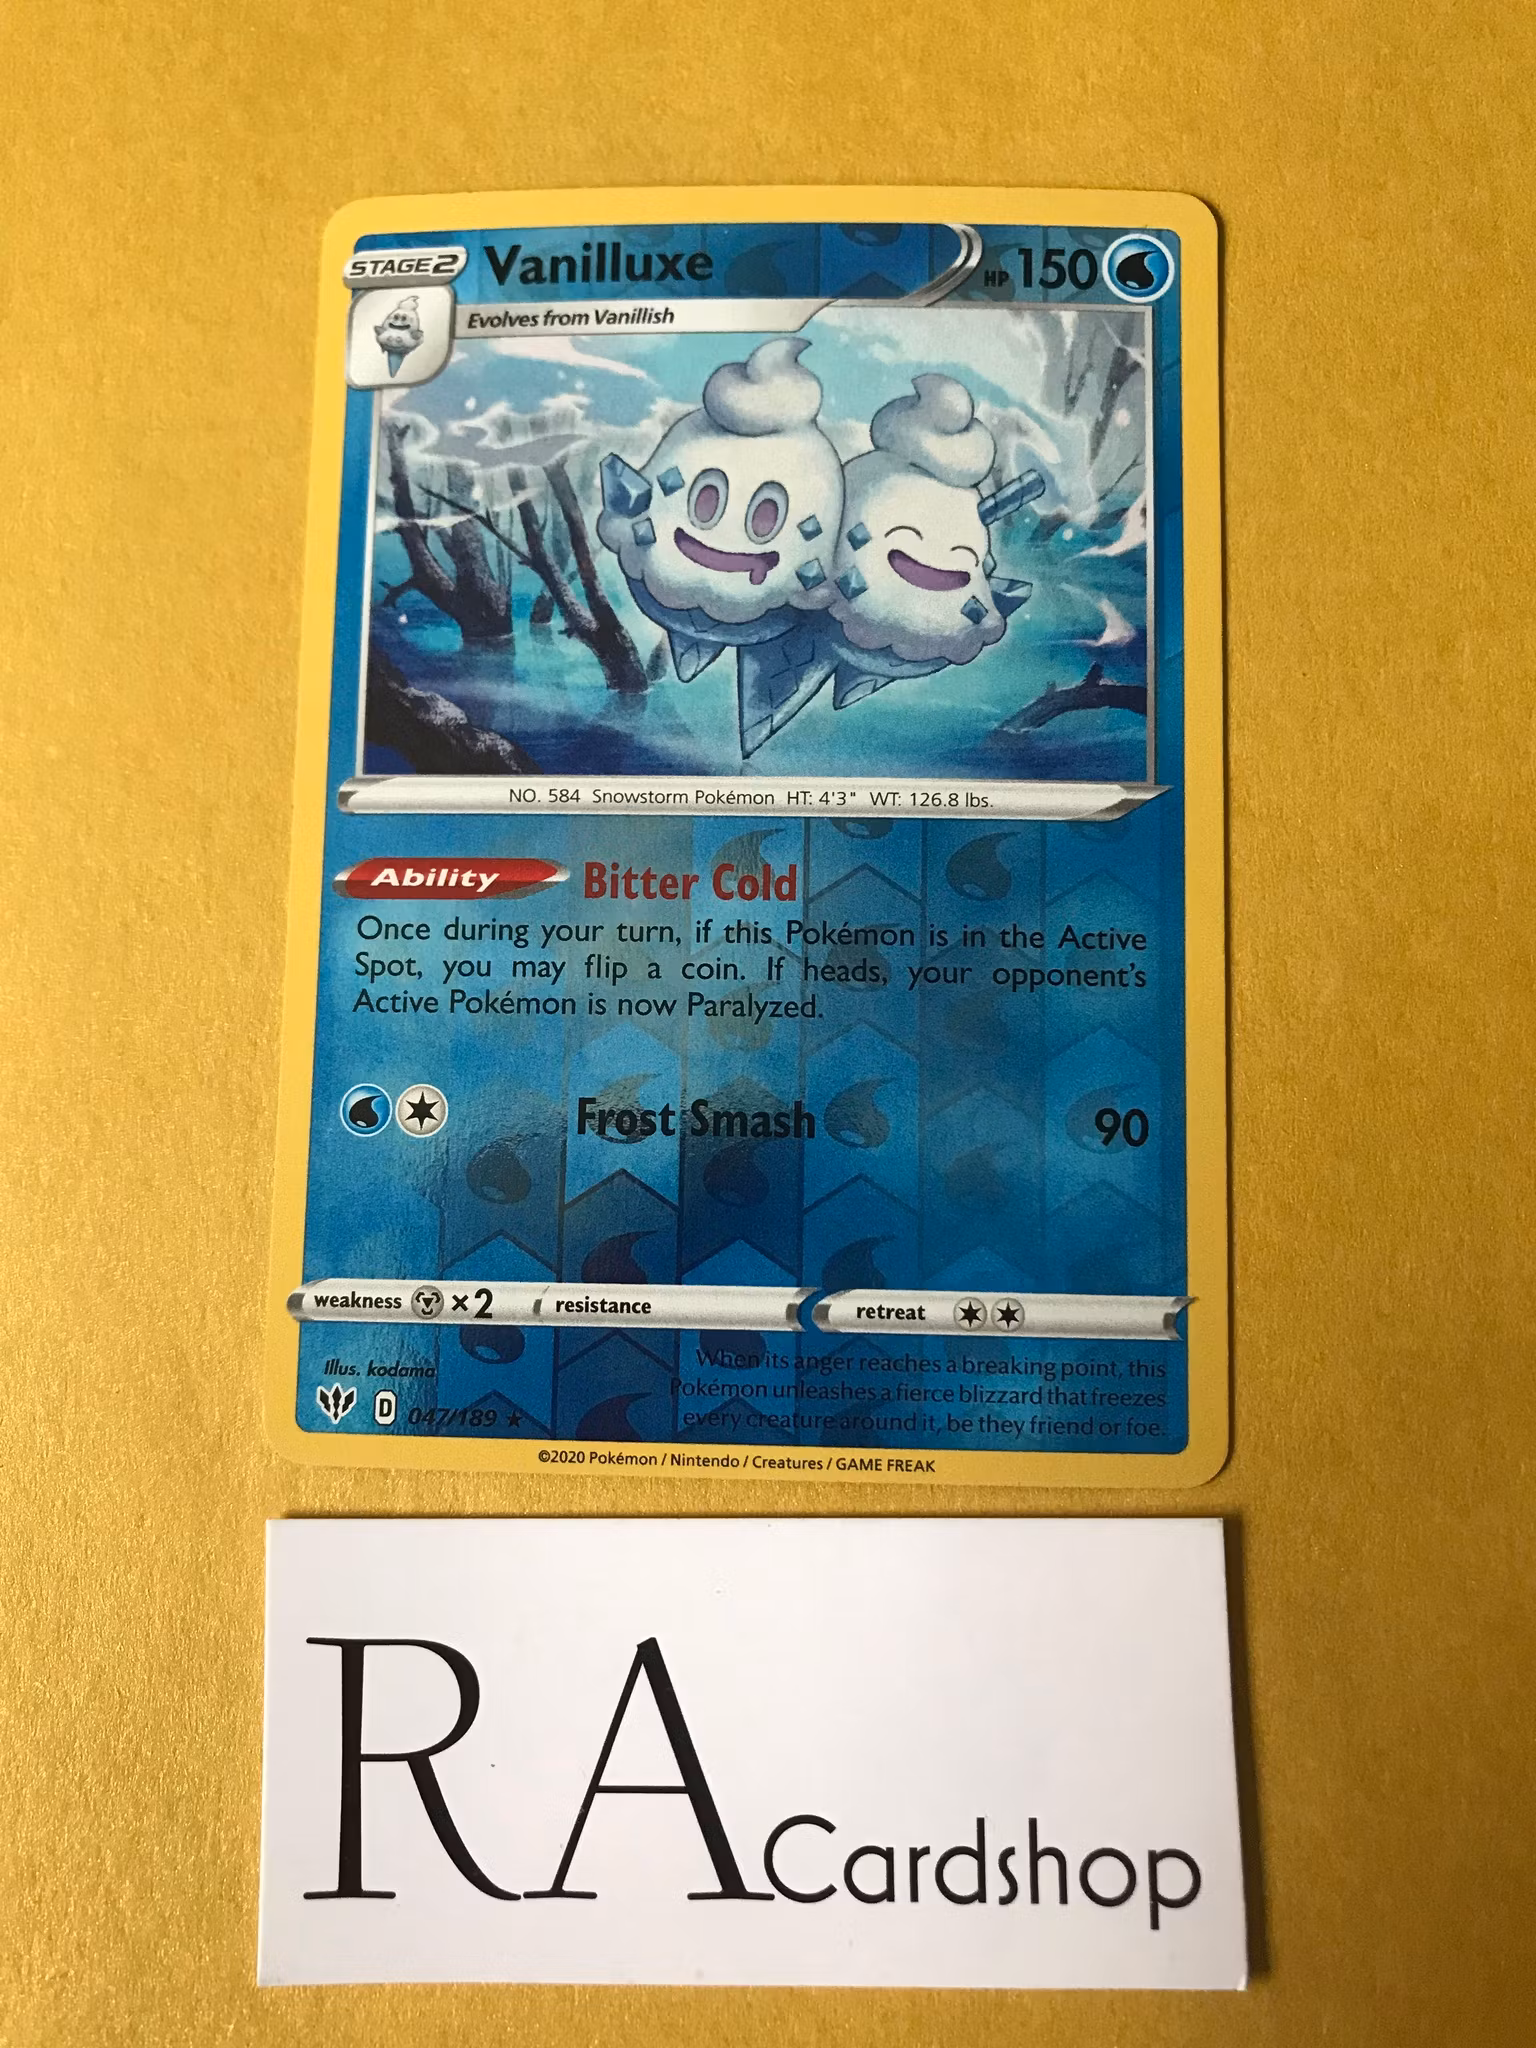 STAGE2 Vanilluxe HP 150
Evolves from Vanillish
NO. 584 Snowstorm Pokémon HT: 4'3" WT: 126.8 lbs.
Ability Bitter Cold
Once during your turn, if this Pokémon is in the Active
Spot, you may flip a coin. If heads, your opponent's
Active Pokémon is now Paralyzed.
Frost Smash 90
weakness ×2 resistance retreat
Illus. kodama
When its anger reaches a breaking point, this
Pokémon unleashes a fierce blizzard that freezes
every creature around it, be they friend or foe.
D 047/189 ★
©2020 Pokémon / Nintendo / Creatures / GAME FREAK
RA Cardshop